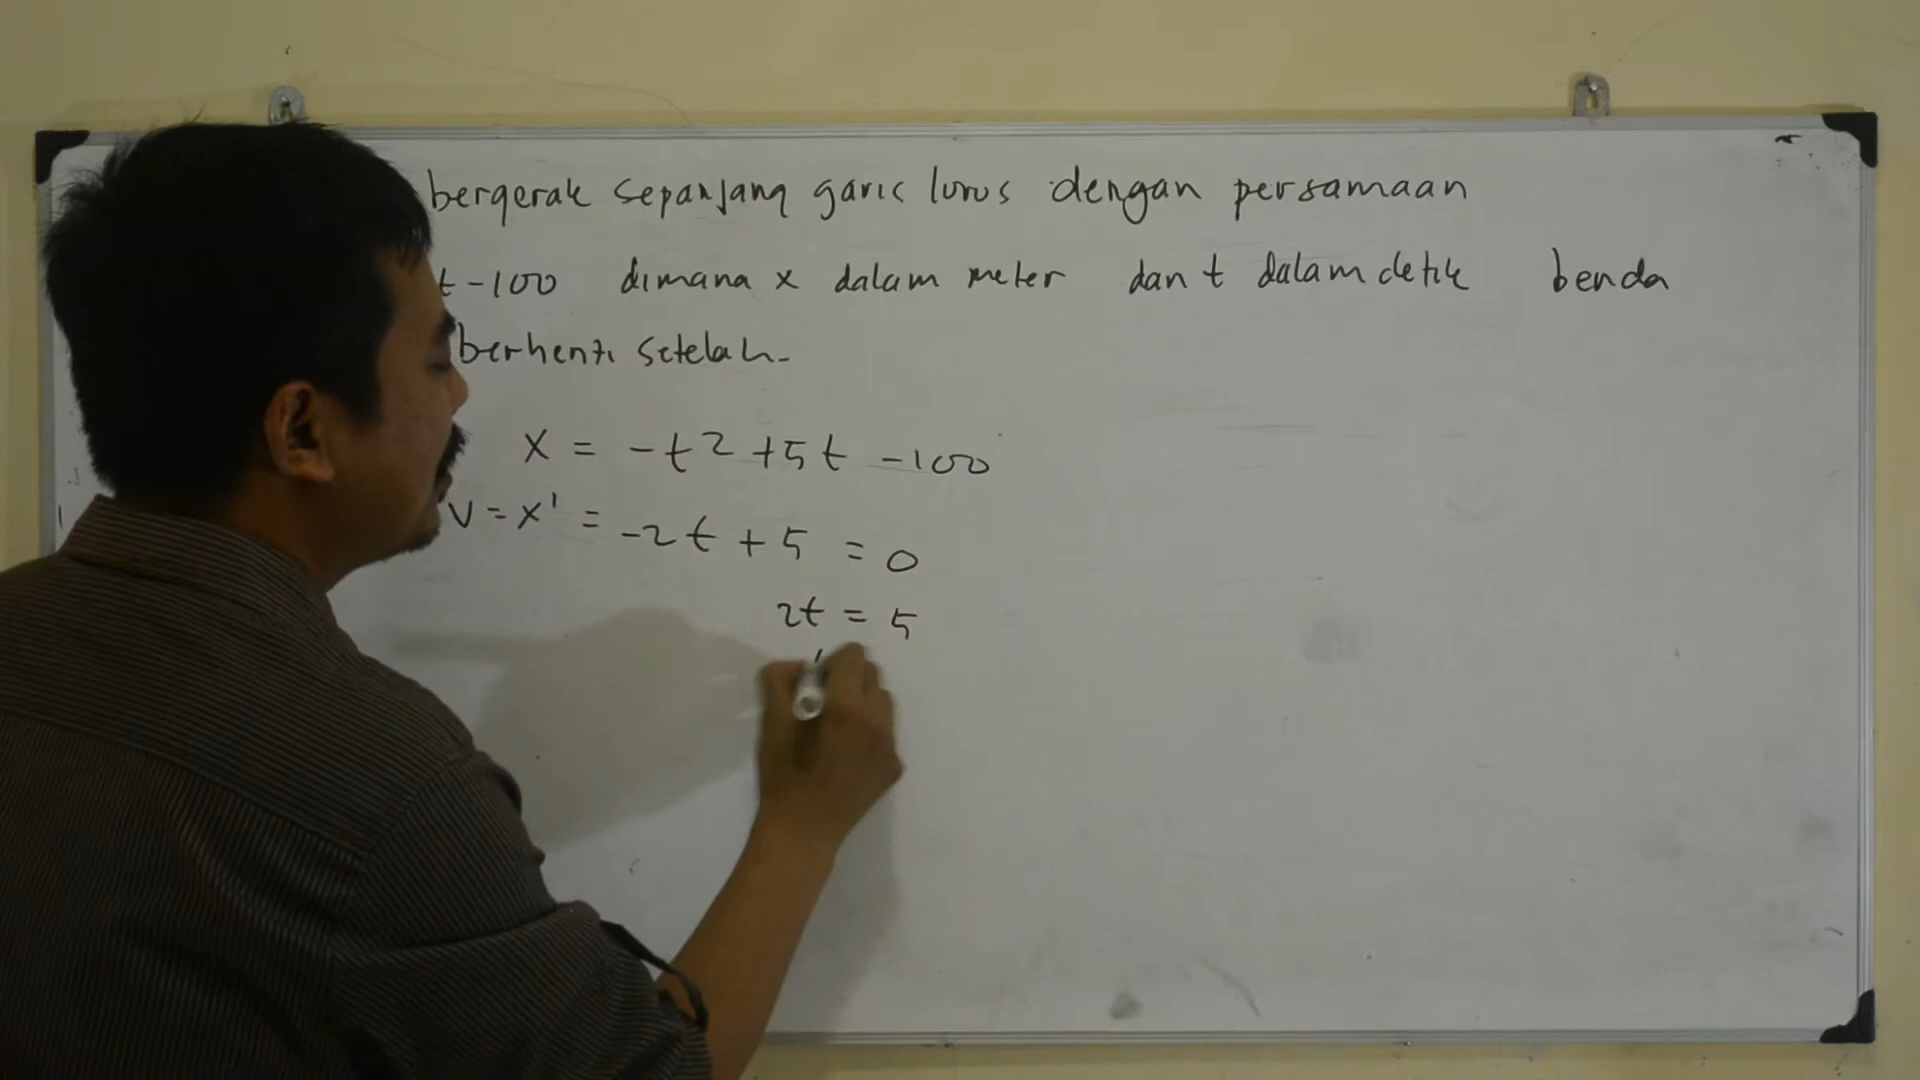 bergerak sepanjang garis lurus dengan persamaan
t -100 dimana x dalam meter dan t dalam detik benda
berhenti setelah-
x = -t2 +5t -100
V = x' = -2t + 5 = 0
2t = 5